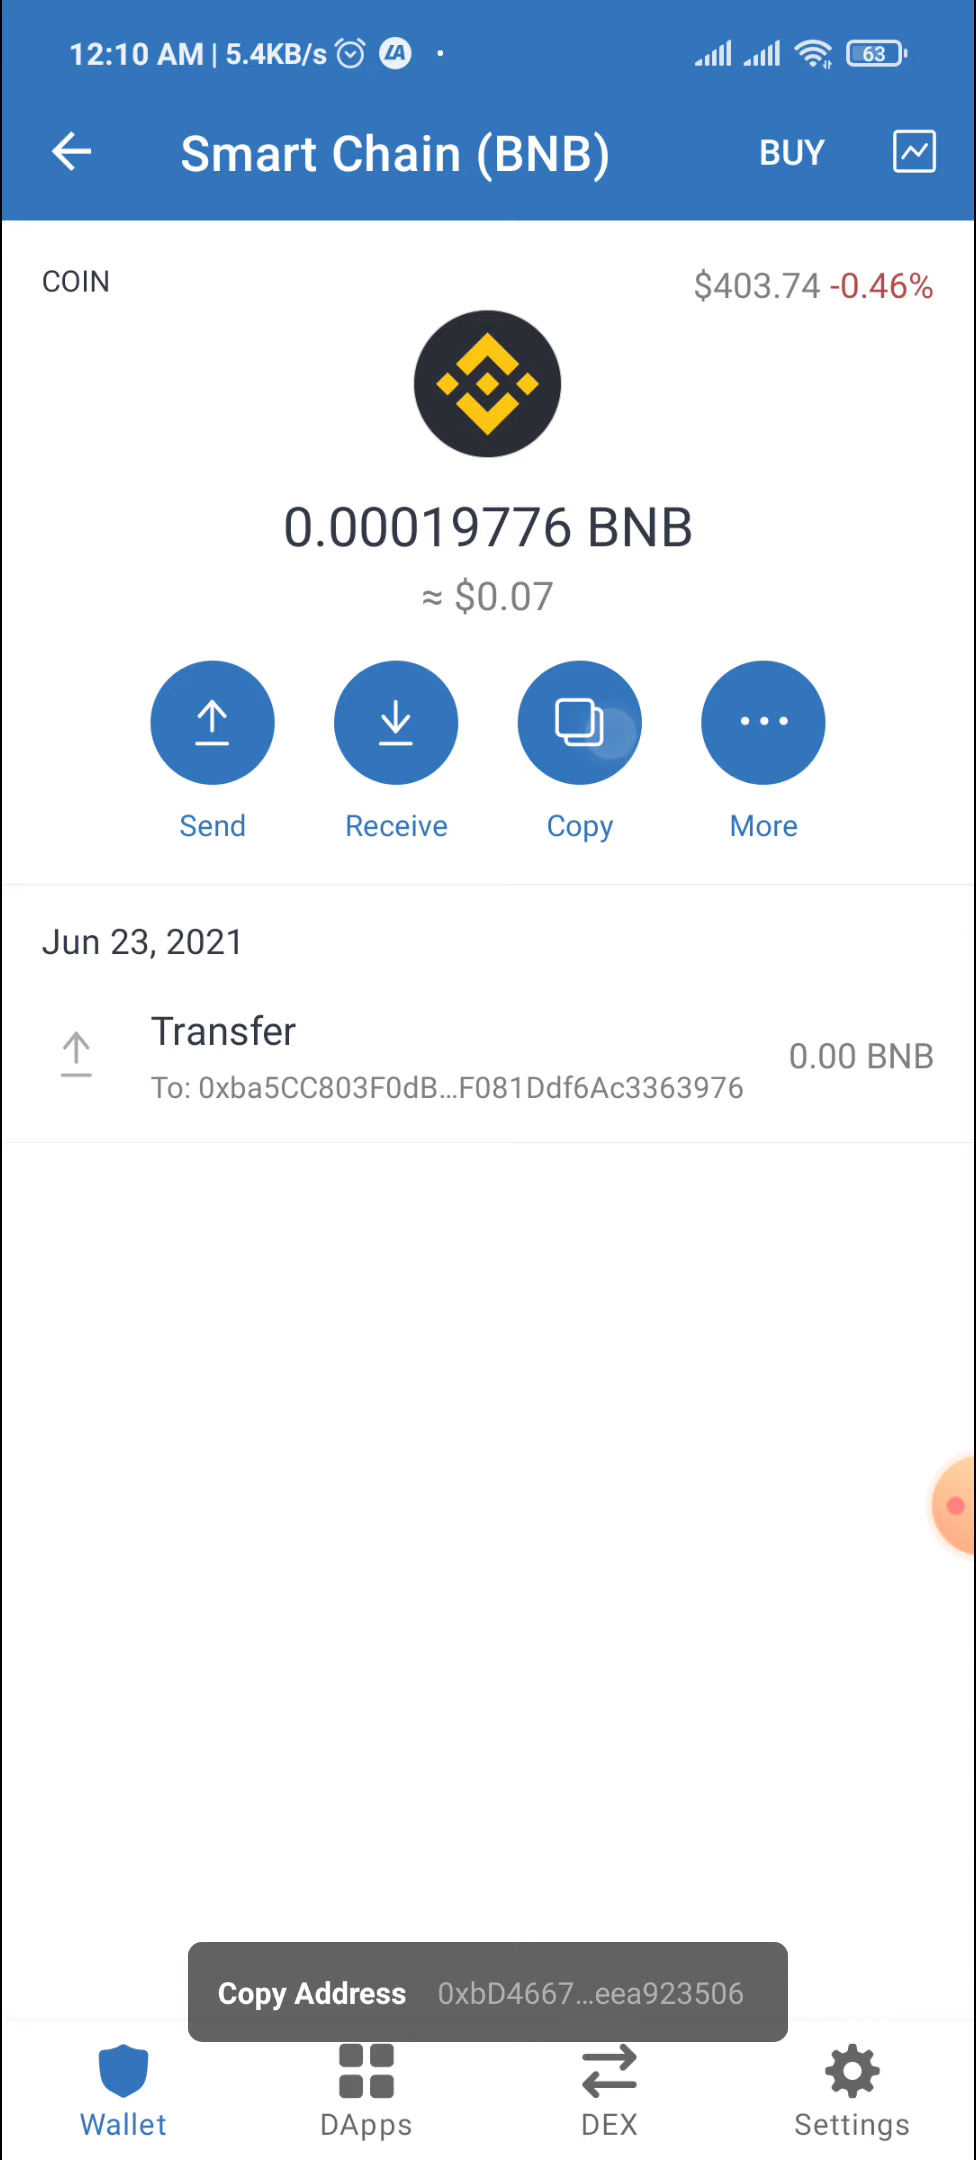 12:10 AM | 5.4KB/s
63
Smart Chain (BNB)
BUY
COIN
$403.74 -0.46%
0.00019776 BNB
≈ $0.07
Send
Receive
Copy
More
Jun 23, 2021
Transfer
0.00 BNB
To: 0xba5CC803F0dB...F081Ddf6Ac3363976
Copy Address 0xbD4667...eea923506
Wallet
DApps
DEX
Settings